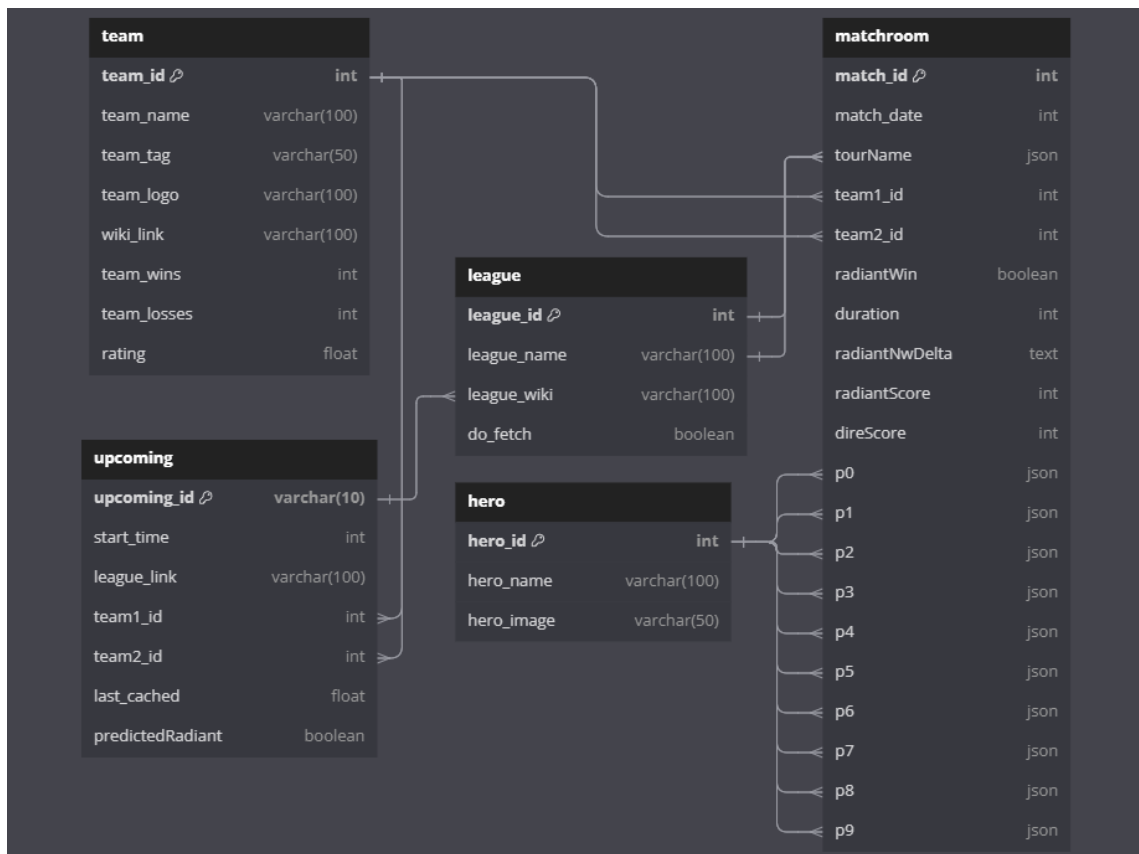 team
team_id int
team_name varchar(100)
team_tag varchar(50)
team_logo varchar(100)
wiki_link varchar(100)
team_wins int
team_losses int
rating float
upcoming
upcoming_id varchar(10)
start_time int
league_link varchar(100)
team1_id int
team2_id int
last_cached float
predictedRadiant boolean
league
league_id int
league_name varchar(100)
league_wiki varchar(100)
do_fetch boolean
hero
hero_id int
hero_name varchar(100)
hero_image varchar(50)
matchroom
match_id int
match_date int
tourName json
team1_id int
team2_id int
radiantWin boolean
duration int
radiantNwDelta text
radiantScore int
direScore int
p0 json
p1 json
p2 json
p3 json
p4 json
p5 json
p6 json
p7 json
p8 json
p9 json